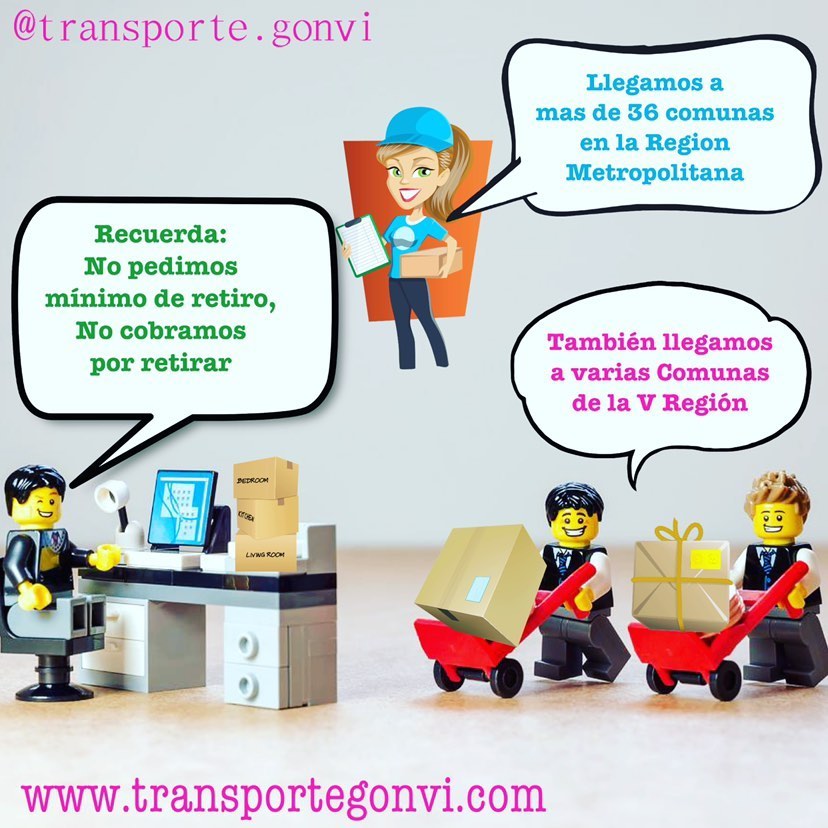 @transporte.gonvi
Llegamos a
mas de 36 comunas
en la Region
Metropolitana
Recuerda:
No pedimos
mínimo de retiro,
No cobramos
por retirar
También llegamos
a varias Comunas
de la V Región
BEDROOM
KITCHEN
LIVING ROOM
www.transportegonvi.com